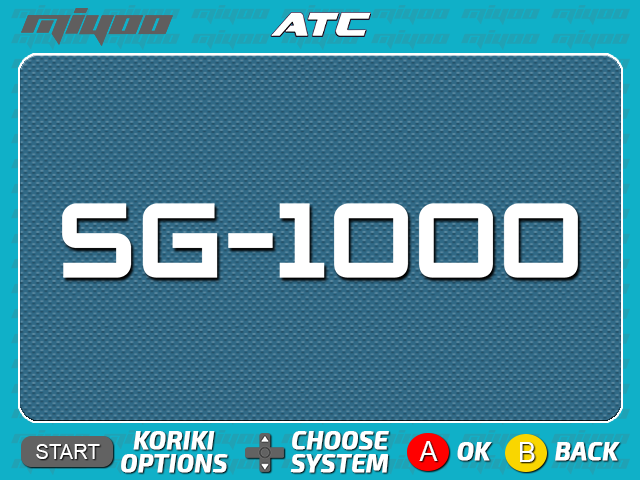 miyoo
ATC
SG-1000
START
KORIKI
OPTIONS
CHOOSE
SYSTEM
A
OK
B
BACK